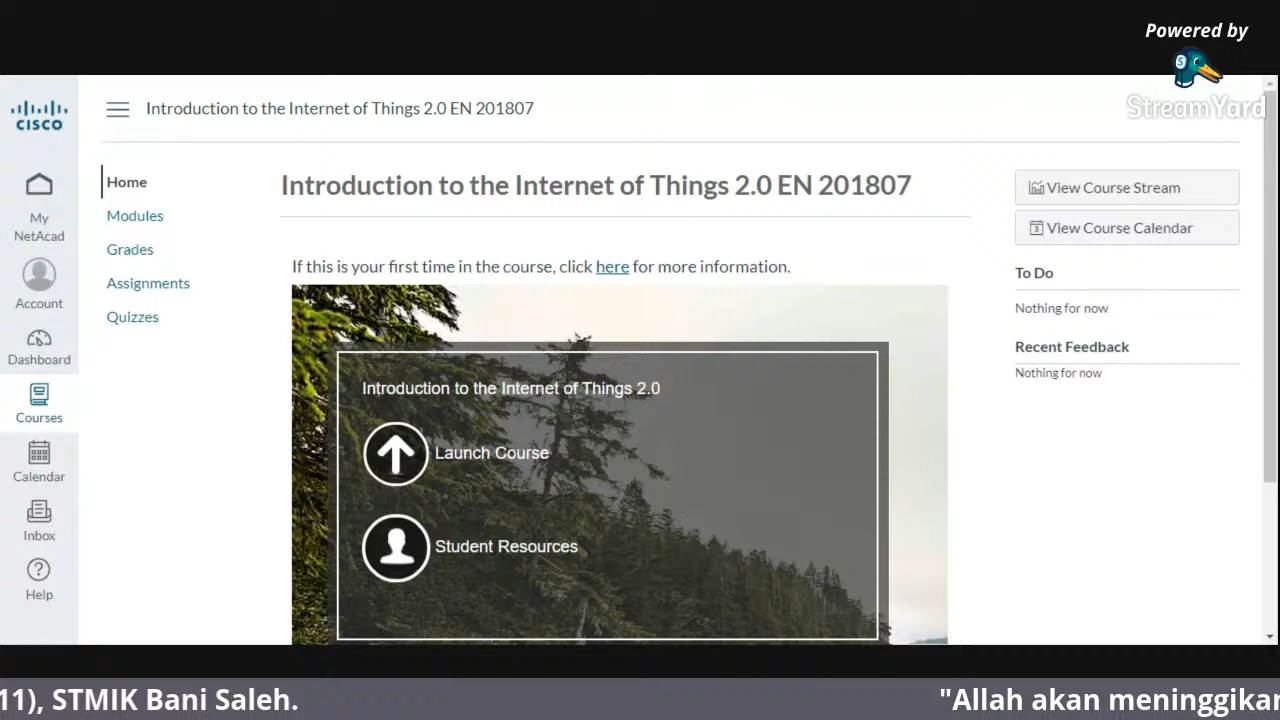 Powered by
StreamYard
CISCO
Introduction to the Internet of Things 2.0 EN 201807
My
NetAcad
Account
Dashboard
Courses
Calendar
Inbox
Help
Home
Modules
Grades
Assignments
Quizzes
Introduction to the Internet of Things 2.0 EN 201807
If this is your first time in the course, click here for more information.
Introduction to the Internet of Things 2.0
Launch Course
Student Resources
View Course Stream
View Course Calendar
To Do
Nothing for now
Recent Feedback
Nothing for now
11), STMIK Bani Saleh. "Allah akan meninggikan